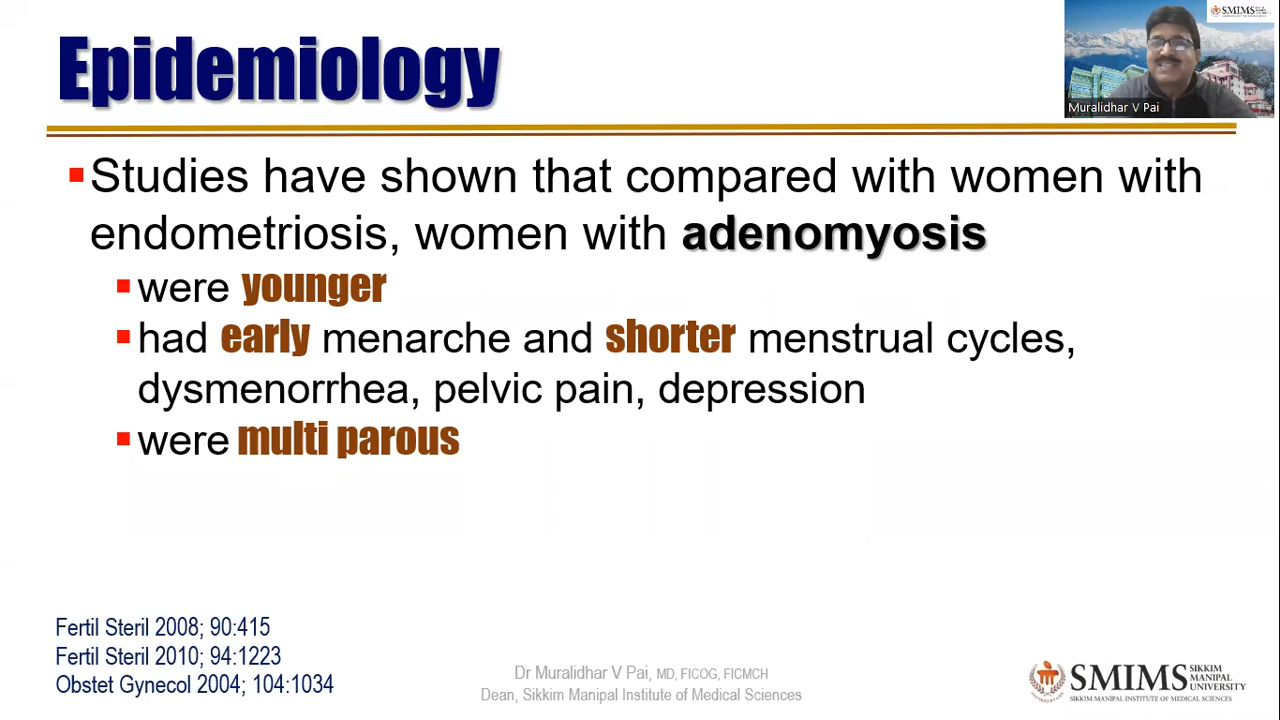 Epidemiology
SMIMS
Muralidhar V Pai
Studies have shown that compared with women with
endometriosis, women with adenomyosis
were younger
had early menarche and shorter menstrual cycles,
dysmenorrhea, pelvic pain, depression
were multi parous
Fertil Steril 2008; 90:415
Fertil Steril 2010; 94:1223
Obstet Gynecol 2004; 104:1034
Dr Muralidhar V Pai, MD, FICOG, FICMCH
Dean, Sikkim Manipal Institute of Medical Sciences
SMIMS SIKKIM
MANIPAL
UNIVERSITY
SIKKIM MANIPAL INSTITUTE OF MEDICAL SCIENCES